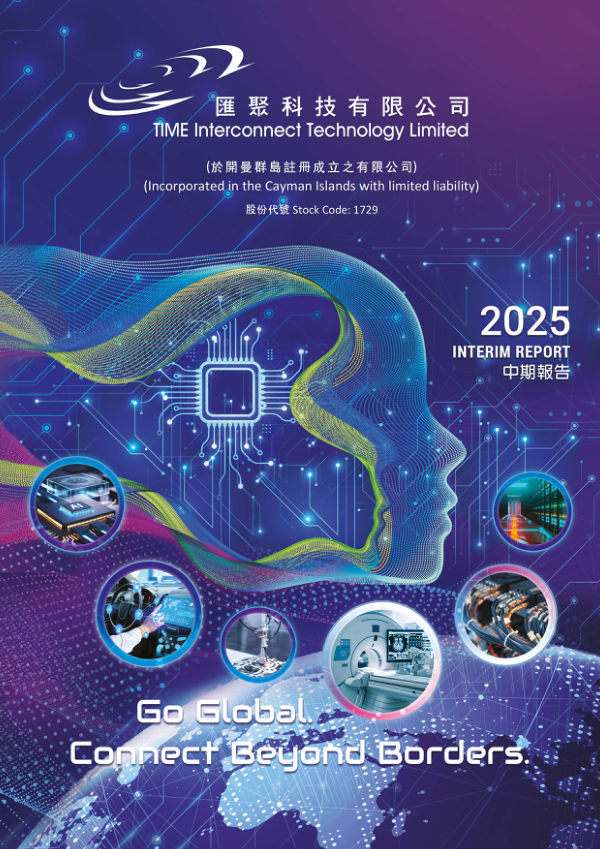 匯聚科技有限公司
TIME Interconnect Technology Limited
(於開曼群島註冊成立之有限公司)
(Incorporated in the Cayman Islands with limited liability)
股份代號 Stock Code: 1729
2025
INTERIM REPORT
中期報告
AI
Go Global.
Connect Beyond Borders.